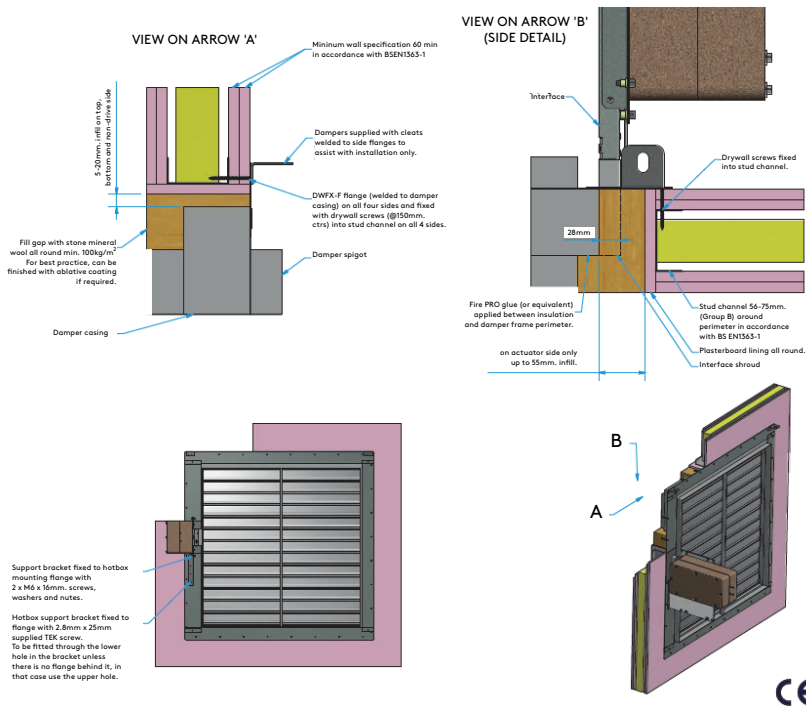 VIEW ON ARROW 'A'
Mininum wall specification 60 min
in accordance with BSEN1363-1
5 -20mm. infill on top,
bottom and non-drive side
Dampers supplied with cleats
welded to side flanges to
assist with installation only.
DWFX-F flange (welded to damper
casing) on all four sides and fixed
with drywall screws (@150mm.
ctrs) into stud channel on all 4 sides.
Fill gap with stone mineral
wool all round min. 100kg/m²
For best practice, can be
finished with ablative coating
if required.
Damper spigot
Damper casing
VIEW ON ARROW 'B'
(SIDE DETAIL)
Interface
Drywall screws fixed
into stud channel.
28mm
Fire PRO glue (or equivalent)
applied between insulation
and damper frame perimeter.
Stud channel 56-75mm.
(Group B) around
perimeter in accordance
with BS EN1363-1
Plasterboard lining all round.
Interface shroud
on actuator side only
up to 55mm. infill.
Support bracket fixed to hotbox
mounting flange with
2 x M6 x 16mm. screws,
washers and nutes.
Hotbox support bracket fixed to
flange with 2.8mm x 25mm
supplied TEK screw.
To be fitted through the lower
hole in the bracket unless
there is no flange behind it, in
that case use the upper hole.
B
A
CE